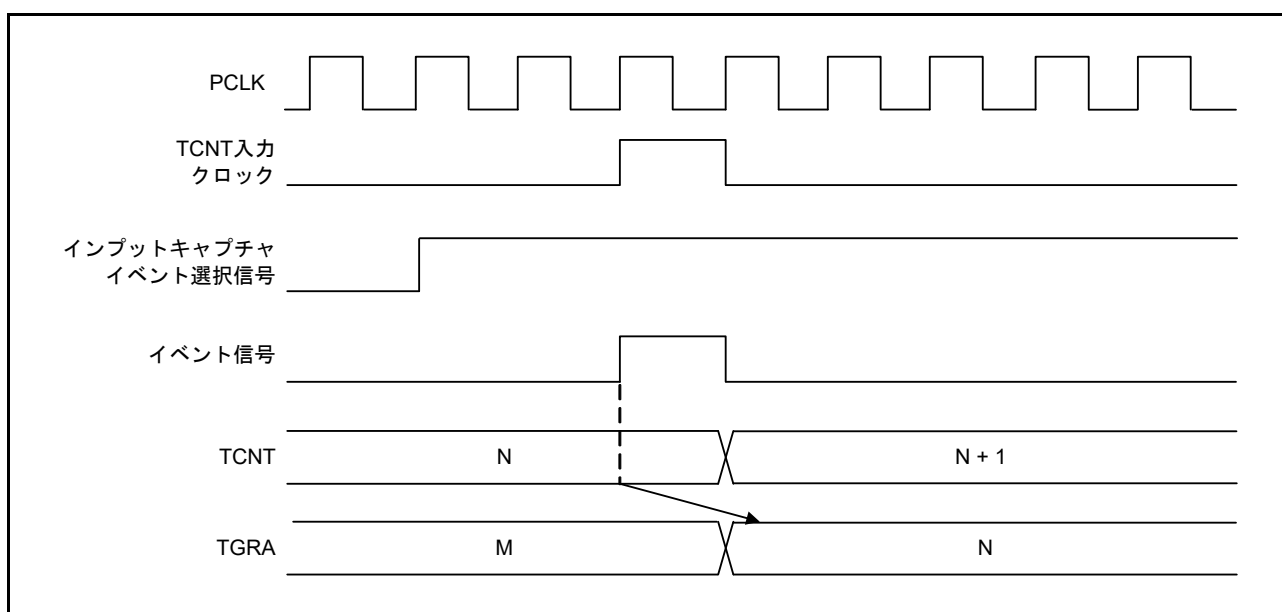 PCLK
TCNT入力
クロック
インプットキャプチャ
イベント選択信号
イベント信号
TCNT
N
N + 1
TGRA
M
N